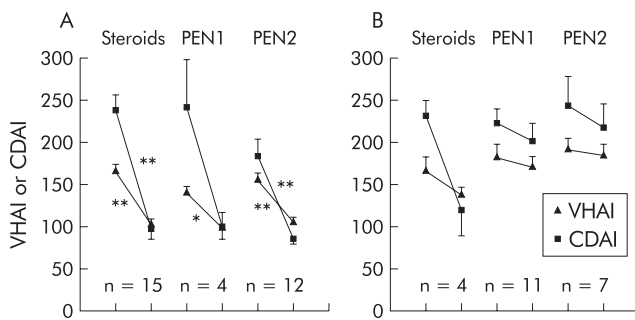 A
B
Steroids PEN1 PEN2
Steroids PEN1 PEN2
VHAI or CDAI
300
250
200
150
100
50
0
300
250
200
150
100
50
0
**
**
*
**
**
n = 15 n = 4 n = 12
n = 4 n = 11 n = 7
VHAI
CDAI